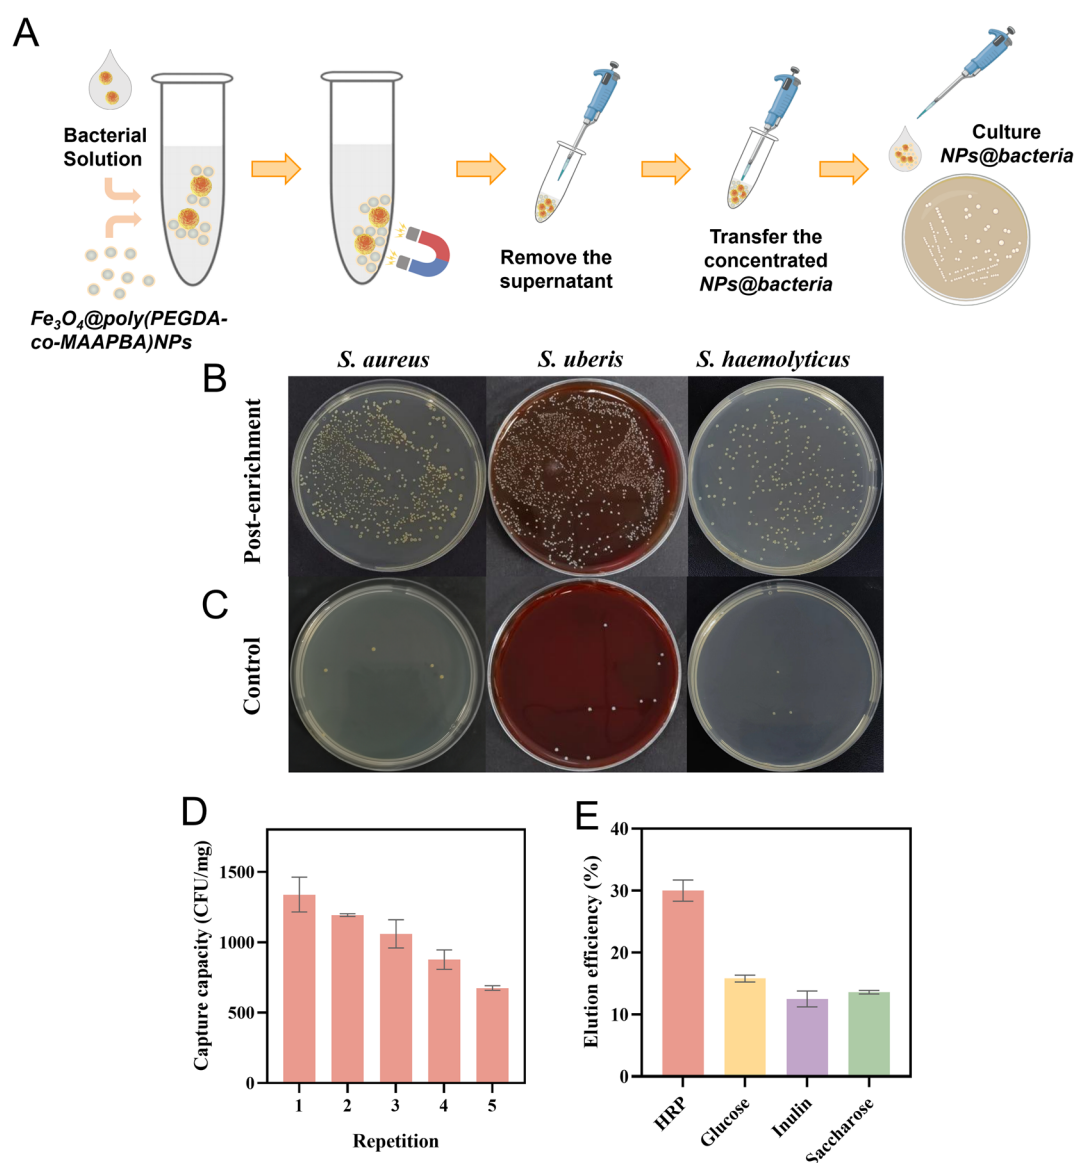 A
Bacterial
Solution
Fe3O4@poly(PEGDA-
co-MAAPBA)NPs
Remove the
supernatant
Transfer the
concentrated
NPs@bacteria
Culture
NPs@bacteria
S. aureus
S. uberis
S. haemolyticus
B
Post-enrichment
C
Control
D
Capture capacity (CFU/mg)
1500
1000
500
0
1 2 3 4 5
Repetition
E
Elution efficiency (%)
40
30
20
10
0
HRP
Glucose
Inulin
Saccharose